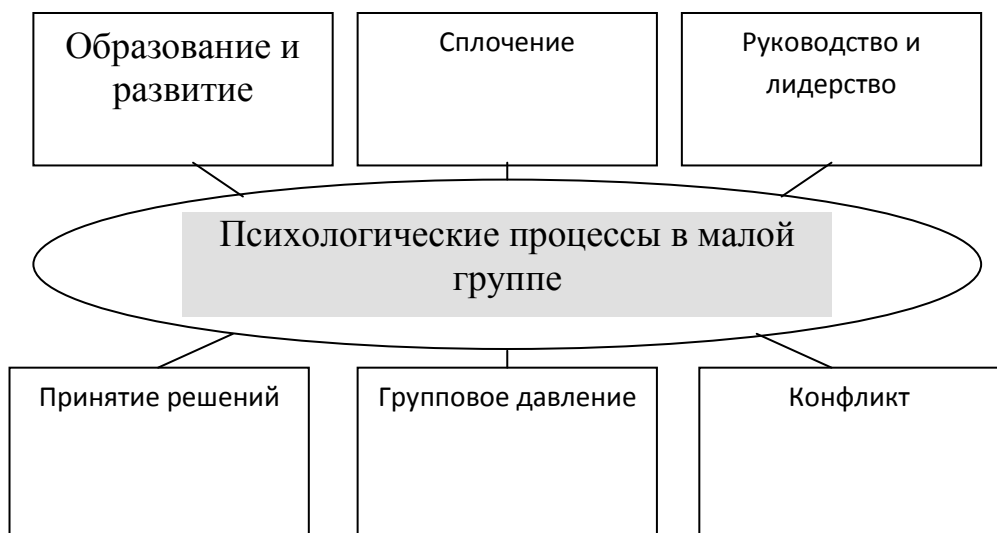 Образование и
развитие
Сплочение
Руководство и
лидерство
Психологические процессы в малой
группе
Принятие решений
Групповое давление
Конфликт